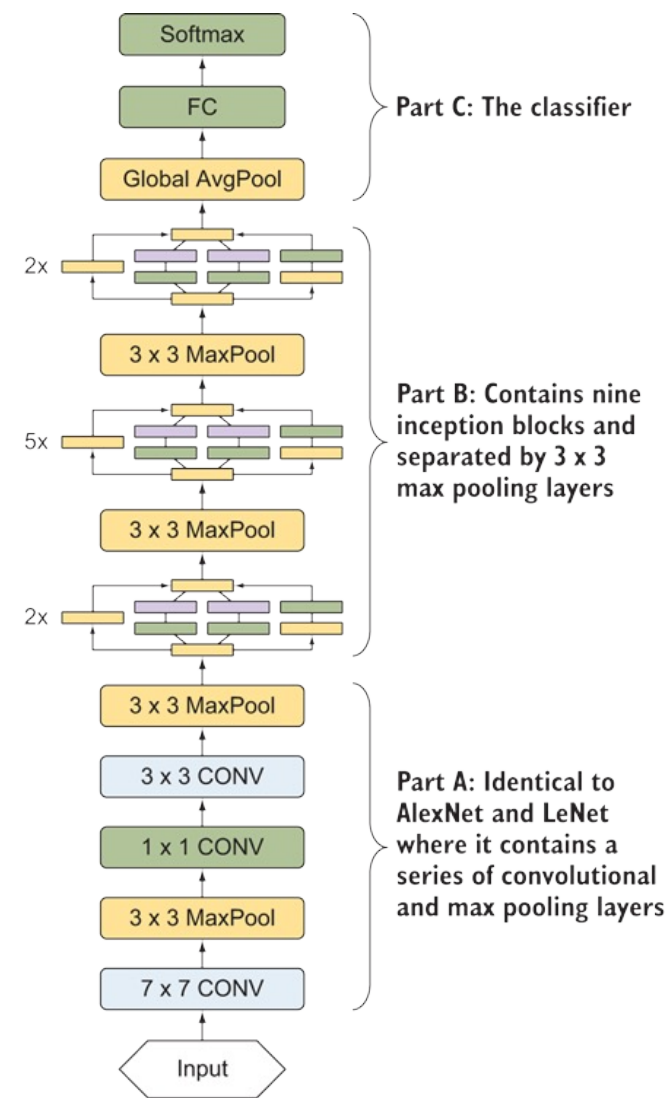 Softmax
FC
Part C: The classifier
Global AvgPool
2x
3 x 3 MaxPool
Part B: Contains nine
inception blocks and
separated by 3 x 3
max pooling layers
5x
3 x 3 MaxPool
2x
3 x 3 MaxPool
3 x 3 CONV
Part A: Identical to
AlexNet and LeNet
where it contains a
series of convolutional
and max pooling layers
1 x 1 CONV
3 x 3 MaxPool
7 x 7 CONV
Input